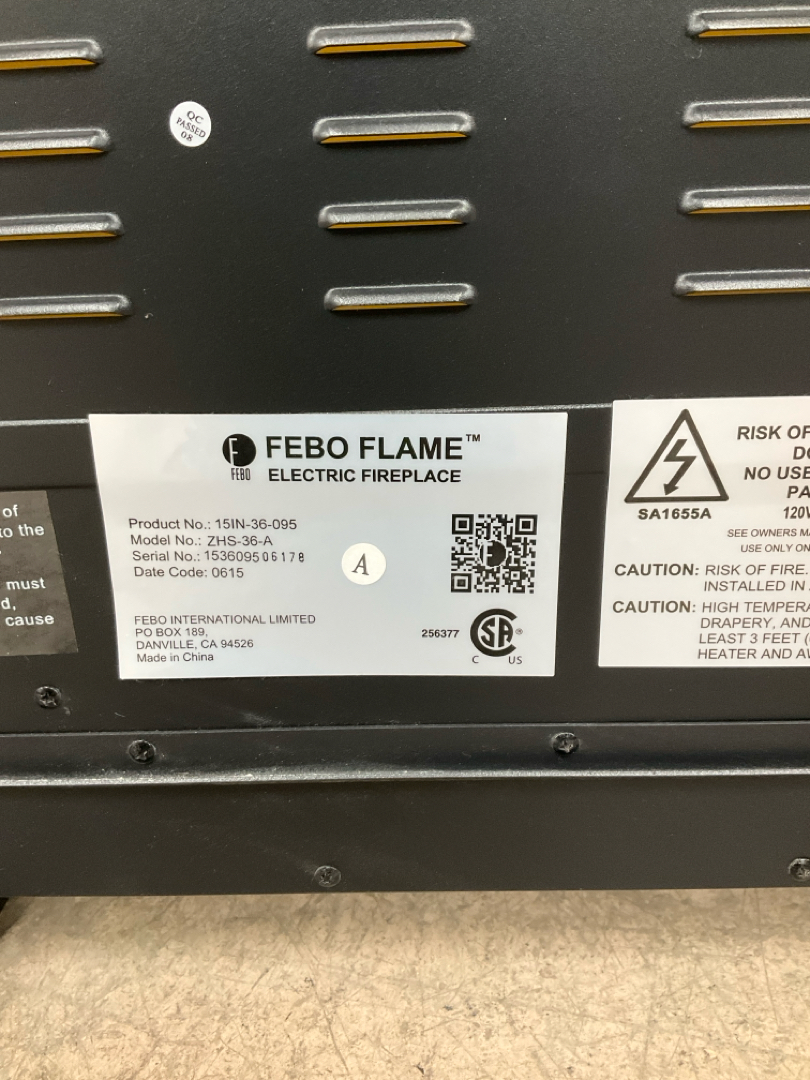 QC
PASSED
08
FEBO FLAME™
FEBO
ELECTRIC FIREPLACE
Product No.: 15IN-36-095
Model No.: ZHS-36-A
Serial No.: 153609506178
Date Code: 0615
A
FEBO INTERNATIONAL LIMITED
PO BOX 189,
DANVILLE, CA 94526
Made in China
256377
SA ®
C US
of
to the
must
d,
cause
RISK OF
DO
NO USE
PA
SA1655A
120V
SEE OWNERS MA
USE ONLY ON
CAUTION: RISK OF FIRE.
INSTALLED IN
CAUTION: HIGH TEMPERA
DRAPERY, AND
LEAST 3 FEET (
HEATER AND AW